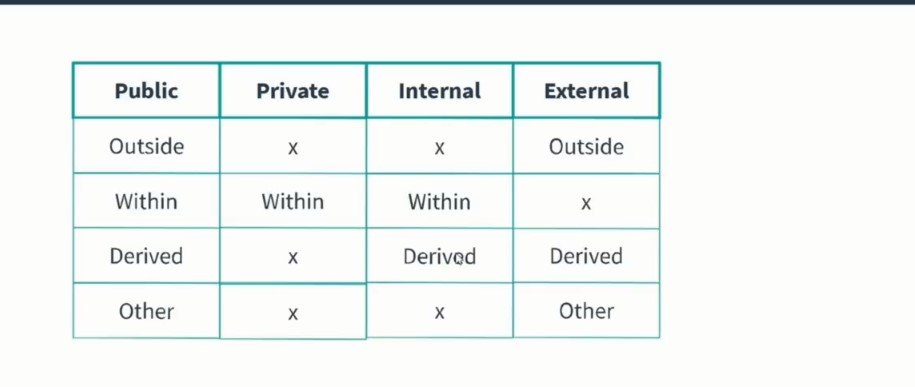 Public Private Internal External
Outside x x Outside
Within Within Within x
Derived x Derived Derived
Other x x Other